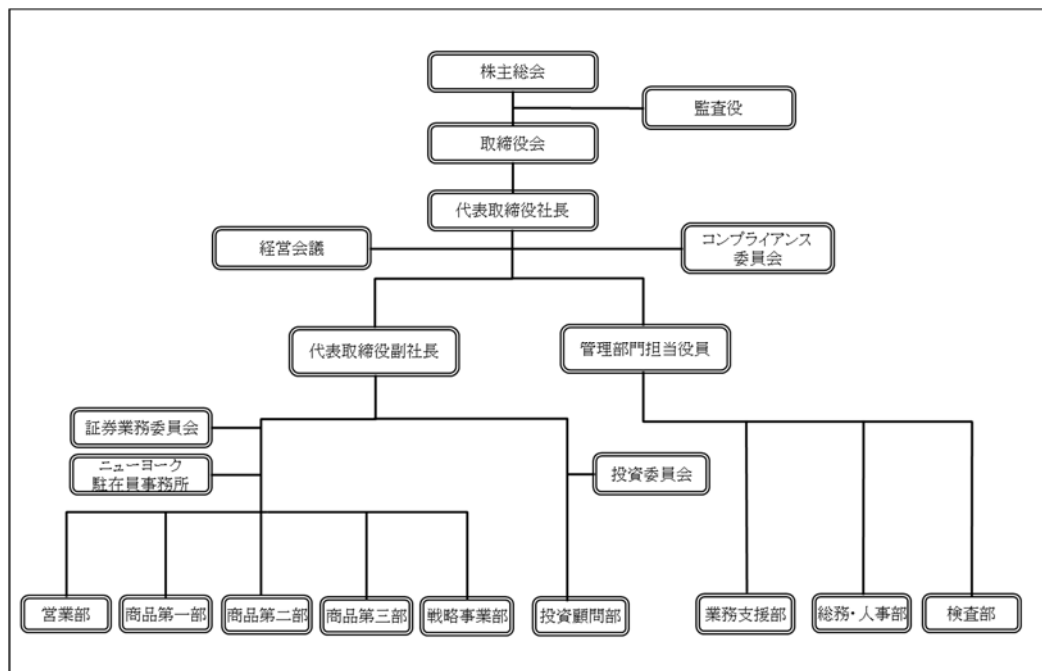 株主総会
監査役
取締役会
代表取締役社長
経営会議
コンプライアンス
委員会
代表取締役副社長
管理部門担当役員
証券業務委員会
ニューヨーク
駐在員事務所
投資委員会
営業部
商品第一部
商品第二部
商品第三部
戦略事業部
投資顧問部
業務支援部
総務・人事部
検査部